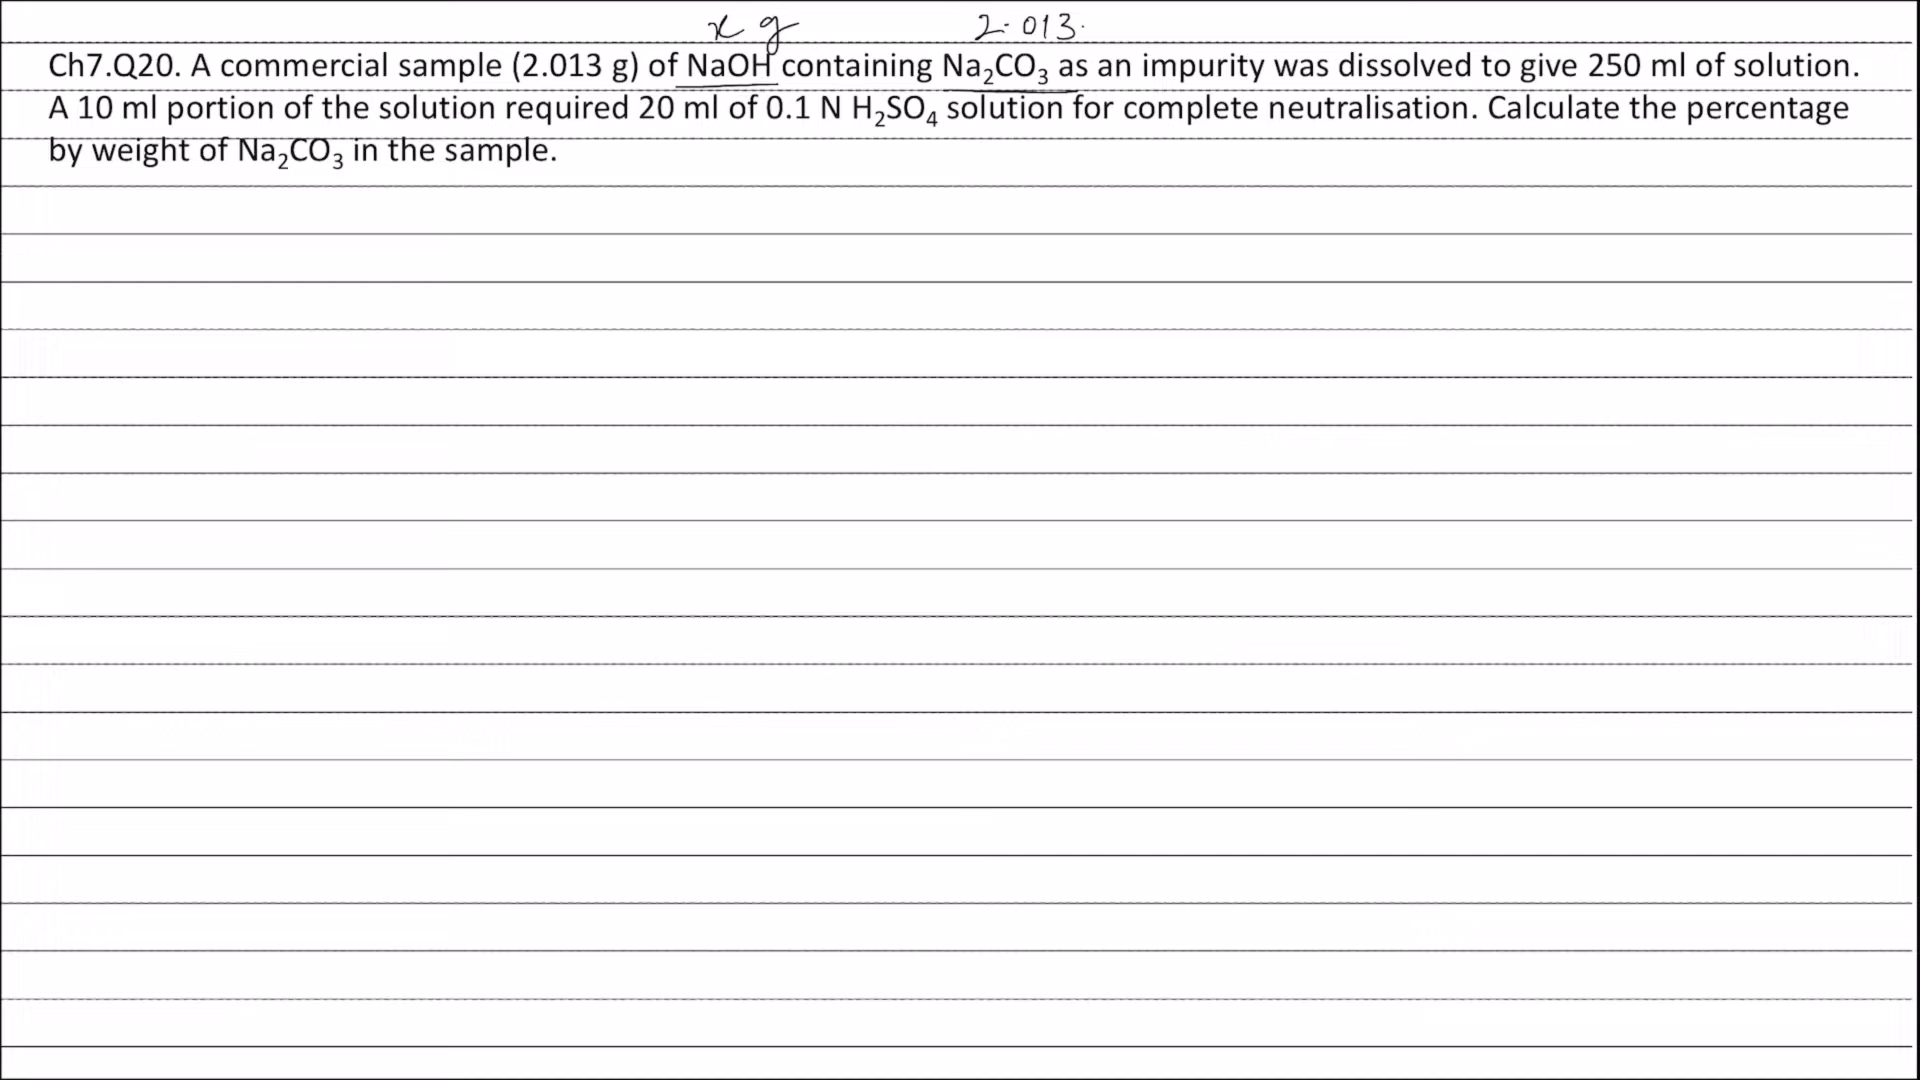 x g 2.013.
Ch7.Q20. A commercial sample (2.013 g) of NaOH containing Na₂CO₃ as an impurity was dissolved to give 250 ml of solution.
A 10 ml portion of the solution required 20 ml of 0.1 N H₂SO₄ solution for complete neutralisation. Calculate the percentage
by weight of Na₂CO₃ in the sample.